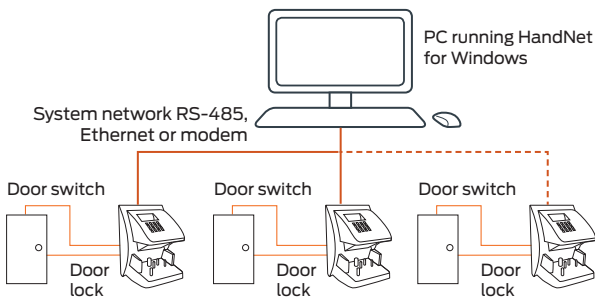 PC running HandNet
for Windows
System network RS-485,
Ethernet or modem
Door switch
Door switch
Door switch
Door
lock
Door
lock
Door
lock